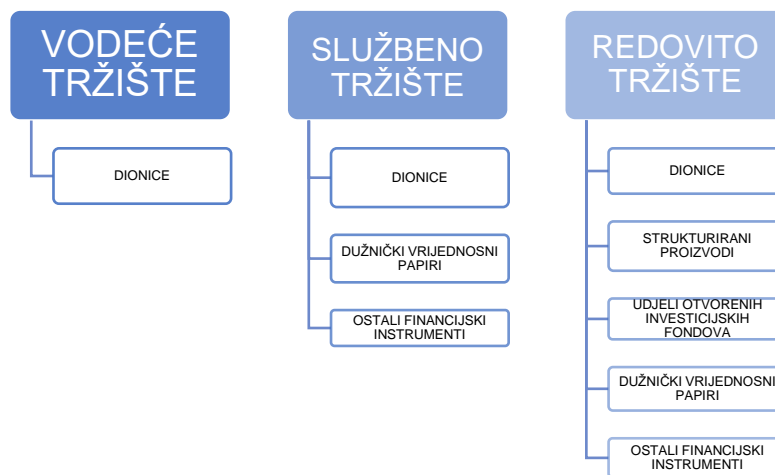 VODEĆE
TRŽIŠTE
DIONICE
SLUŽBENO
TRŽIŠTE
DIONICE
DUŽNIČKI VRIJEDNOSNI
PAPIRI
OSTALI FINANCIJSKI
INSTRUMENTI
REDOVITO
TRŽIŠTE
DIONICE
STRUKTURIRANI
PROIZVODI
UDJELI OTVORENIH
INVESTICIJSKIH
FONDOVA
DUŽNIČKI VRIJEDNOSNI
PAPIRI
OSTALI FINANCIJSKI
INSTRUMENTI